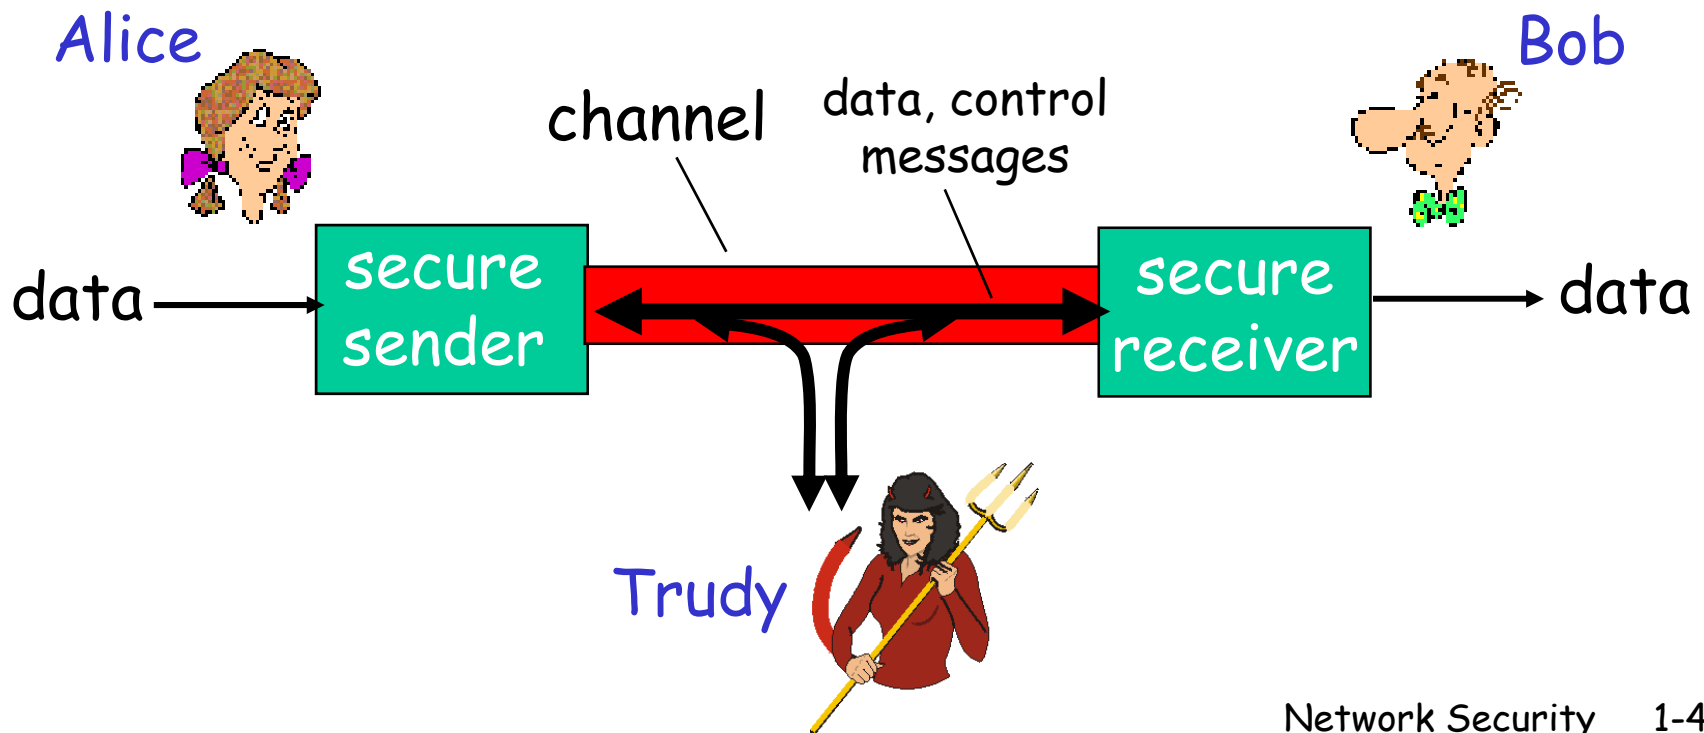 Alice
Bob
channel
data, control
messages
data
secure
sender
secure
receiver
data
Trudy
Network Security 1-4